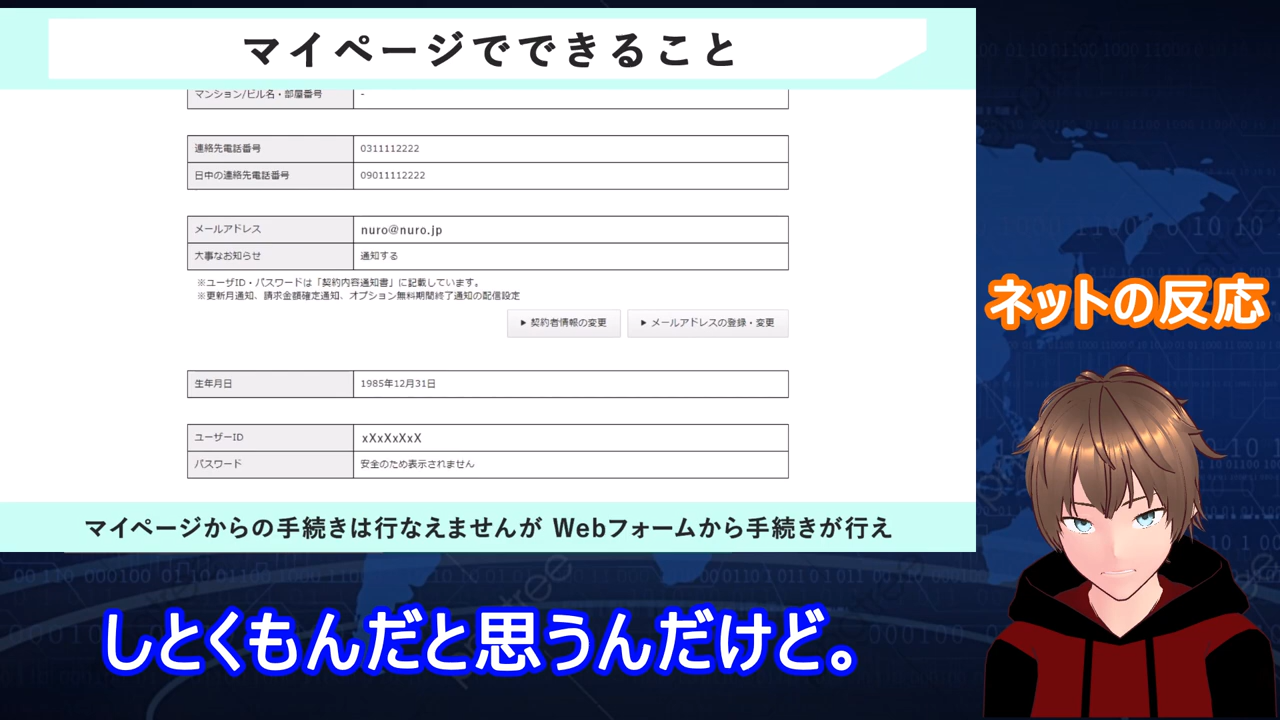 マイページでできること
マンション/ビル名・部屋番号 -
連絡先電話番号 0311112222
日中の連絡先電話番号 09011112222
メールアドレス nuro@nuro.jp
大事なお知らせ 通知する
※ユーザID・パスワードは「契約内容通知書」に記載しています。
※更新月通知、請求金額確定通知、オプション無料期間終了通知の配信設定
▶ 契約者情報の変更 ▶ メールアドレスの登録・変更
生年月日 1985年12月31日
ユーザーID xXxXxXxX
パスワード 安全のため表示されません
マイページからの手続きは行なえませんが Webフォームから手続きが行え
ネットの反応
しとくもんだと思うんだけど。